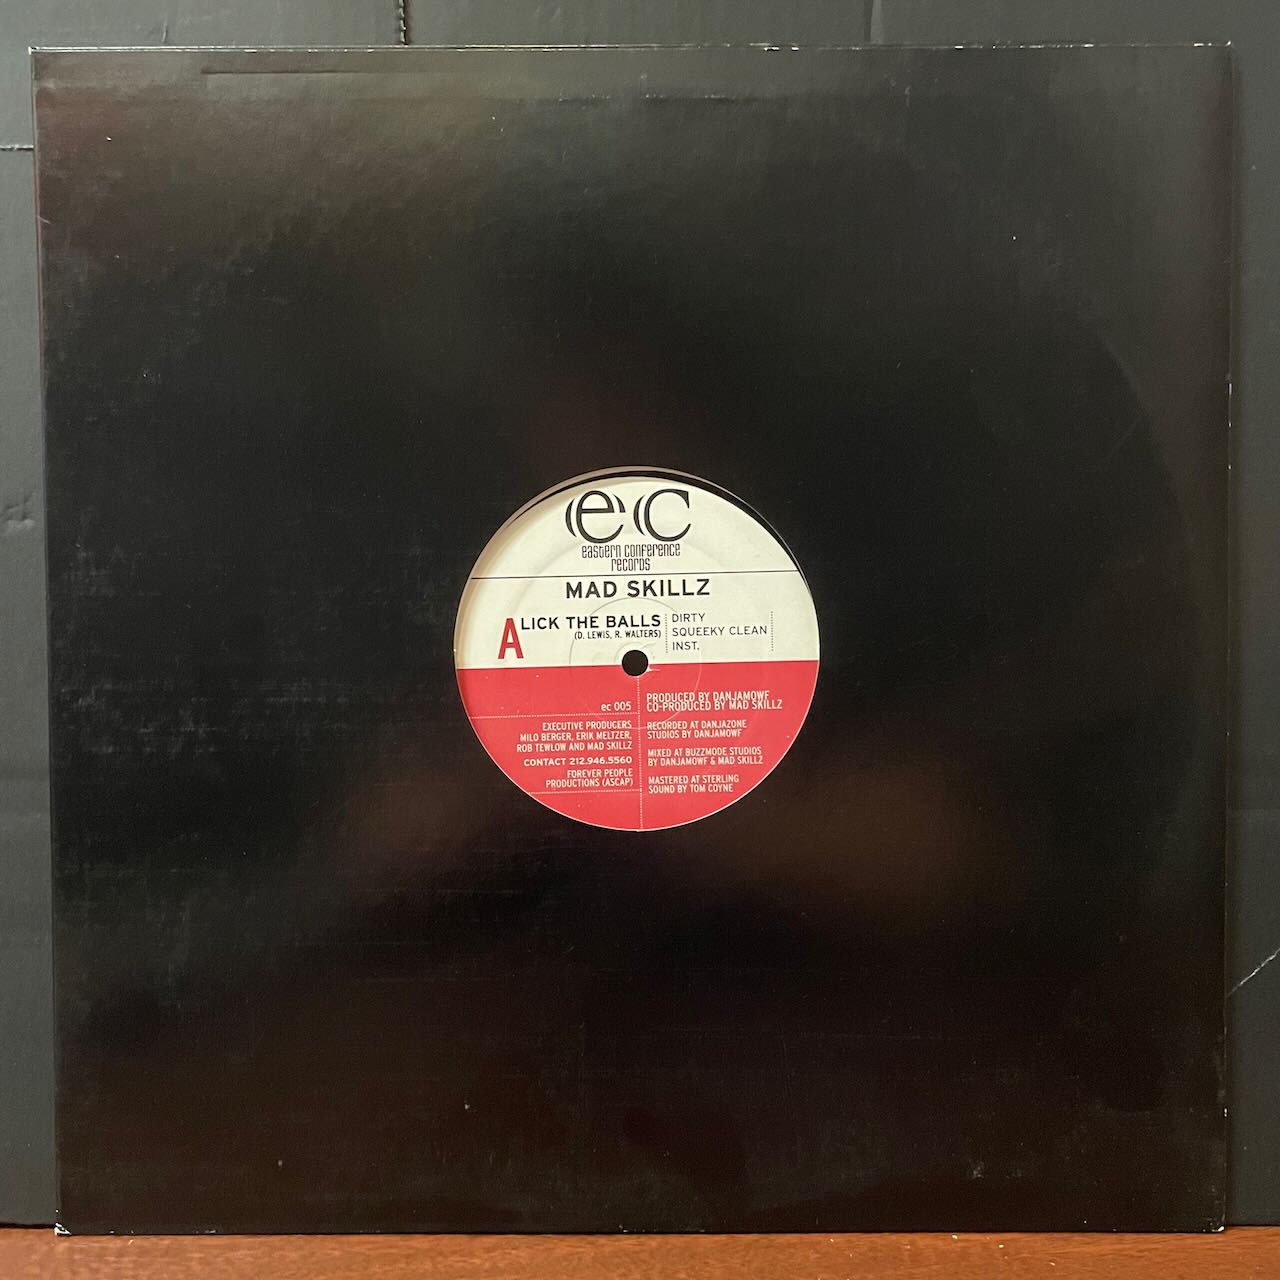 ec
eastern conference
records
MAD SKILLZ
A
LICK THE BALLS
(D. LEWIS, R. WALTERS)
DIRTY
SQUEEKY CLEAN
INST.
ec 005
EXECUTIVE PRODUCERS
MILO BERGER, ERIK MELTZER,
ROB TEWLOW AND MAD SKILLZ
CONTACT 212.946.5560
FOREVER PEOPLE
PRODUCTIONS (ASCAP)
PRODUCED BY DANJAMOWF
CO-PRODUCED BY MAD SKILLZ
RECORDED AT DANJAZONE
STUDIOS BY DANJAMOWF
MIXED AT BUZZMODE STUDIOS
BY DANJAMOWF & MAD SKILLZ
MASTERED AT STERLING
SOUND BY TOM COYNE